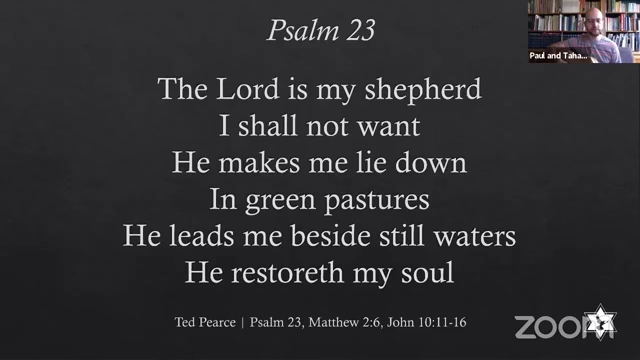 Psalm 23
Paul and Taha...
The Lord is my shepherd
I shall not want
He makes me lie down
In green pastures
He leads me beside still waters
He restoreth my soul
Ted Pearce | Psalm 23, Matthew 2:6, John 10:11-16
ZOOM